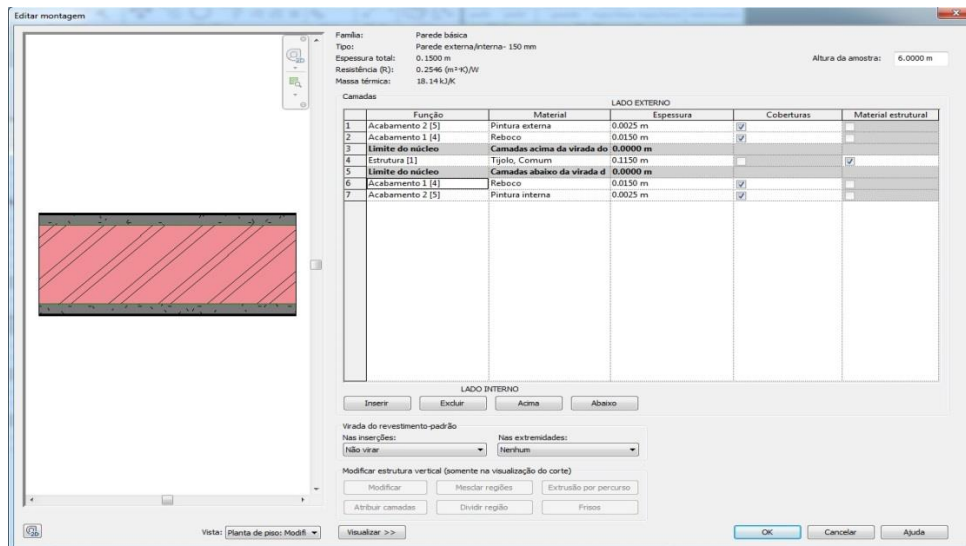 Editar montagem
Família: Parede básica
Tipo: Parede externa/interna- 150 mm
Espessura total: 0.1500 m
Resistência (R): 0.2546 (m²·K)/W
Massa térmica: 18.14 kJ/K
Altura da amostra: 6.0000 m
Camadas
LADO EXTERNO
Função Material Espessura Coberturas Material estrutural
1 Acabamento 2 [5] Pintura externa 0.0025 m
2 Acabamento 1 [4] Reboco 0.0150 m
3 Limite do núcleo Camadas acima da virada do 0.0000 m
4 Estrutura [1] Tijolo, Comum 0.1150 m
5 Limite do núcleo Camadas abaixo da virada d 0.0000 m
6 Acabamento 1 [4] Reboco 0.0150 m
7 Acabamento 2 [5] Pintura interna 0.0025 m
LADO INTERNO
Inserir Excluir Acima Abaixo
Virada do revestimento-padrão
Nas inserções: Nas extremidades:
Não virar Nenhum
Modificar estrutura vertical (somente na visualização do corte)
Modificar Mesclar regiões Extrusão por percurso
Atribuir camadas Dividir região Frisos
Vista: Planta de piso: Modifi Visualizar >> OK Cancelar Ajuda